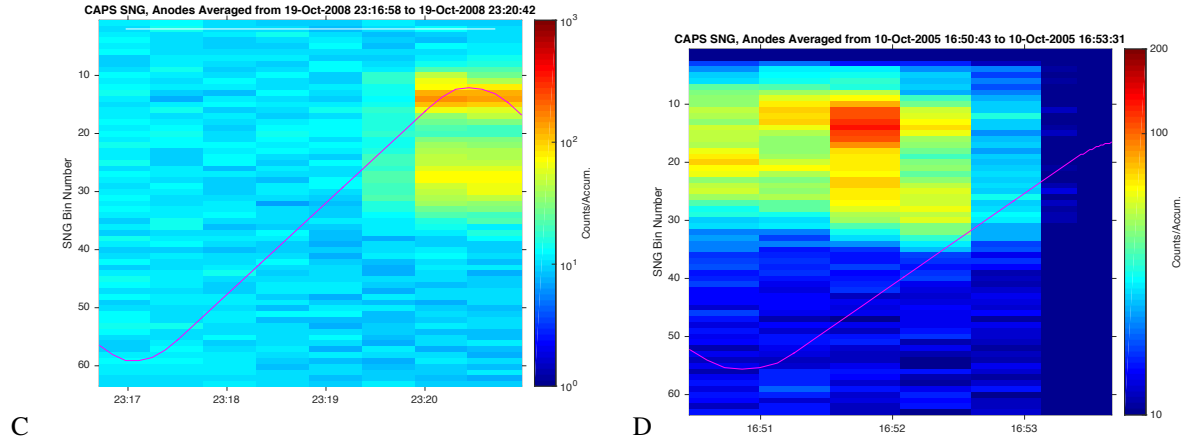 CAPS SNG, Anodes Averaged from 19-Oct-2008 23:16:58 to 19-Oct-2008 23:20:42
SNG Bin Number
10
20
30
40
50
60
23:17 23:18 23:19 23:20
10^3
10^2
10^1
10^0
Counts/Accum.
C
CAPS SNG, Anodes Averaged from 10-Oct-2005 16:50:43 to 10-Oct-2005 16:53:31
SNG Bin Number
10
20
30
40
50
60
16:51 16:52 16:53
200
100
10
Counts/Accum.
D